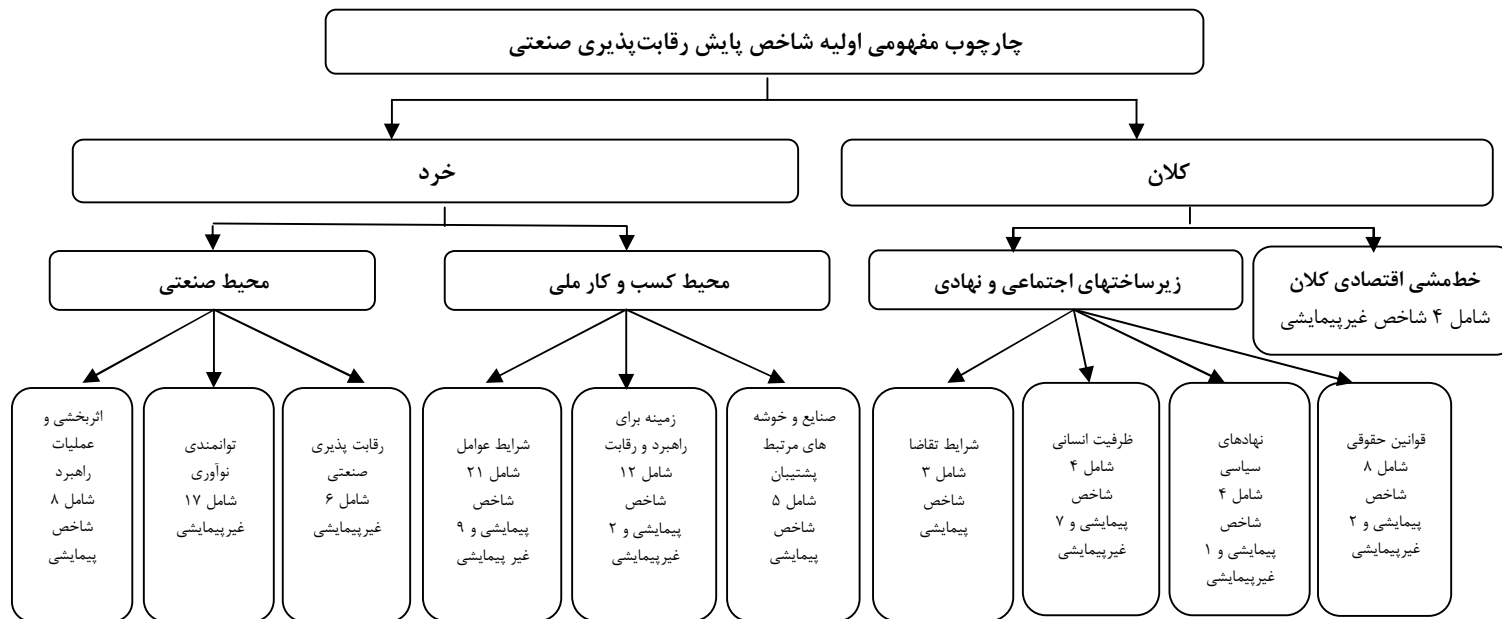 چارچوب مفهومی اولیه شاخص پایش رقابت‌پذیری صنعتی
کلان
خرد
خط‌مشی اقتصادی کلان
شامل ۴ شاخص غیرپیمایشی
زیرساختهای اجتماعی و نهادی
محیط کسب و کار ملی
محیط صنعتی
قوانین حقوقی
شامل ۸
شاخص
پیمایشی و ۲
غیرپیمایشی
نهادهای
سیاسی
شامل ۴
شاخص
پیمایشی و ۱
غیرپیمایشی
ظرفیت انسانی
شامل ۴
شاخص
پیمایشی و ۷
غیرپیمایشی
شرایط تقاضا
شامل ۳
شاخص
پیمایشی
صنایع و خوشه
های مرتبط
پشتیبان
شامل ۵
شاخص
پیمایشی
زمینه برای
راهبرد و رقابت
شامل ۱۲
شاخص
پیمایشی و ۲
غیرپیمایشی
شرایط عوامل
شامل ۲۱
شاخص
پیمایشی و ۹
غیر پیمایشی
رقابت پذیری
صنعتی
شامل ۶
غیرپیمایشی
توانمندی
نوآوری
شامل ۱۷
غیرپیمایشی
اثربخشی و
عملیات
راهبرد
شامل ۸
شاخص
پیمایشی